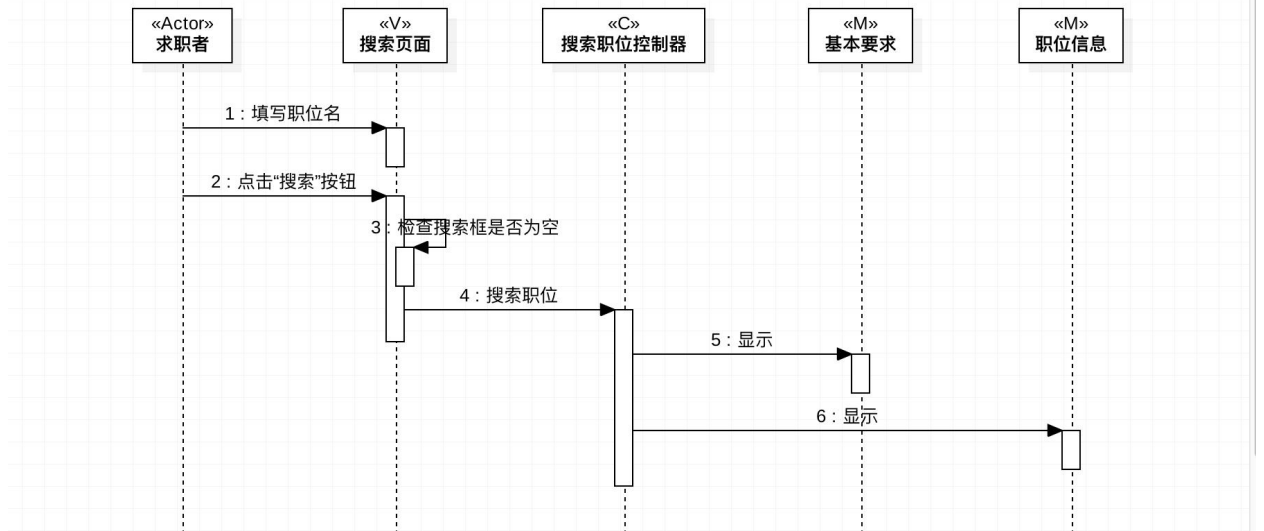 «Actor»
求职者
«V»
搜索页面
«C»
搜索职位控制器
«M»
基本要求
«M»
职位信息
1 : 填写职位名
2 : 点击“搜索”按钮
3 : 检查搜索框是否为空
4 : 搜索职位
5 : 显示
6 : 显示